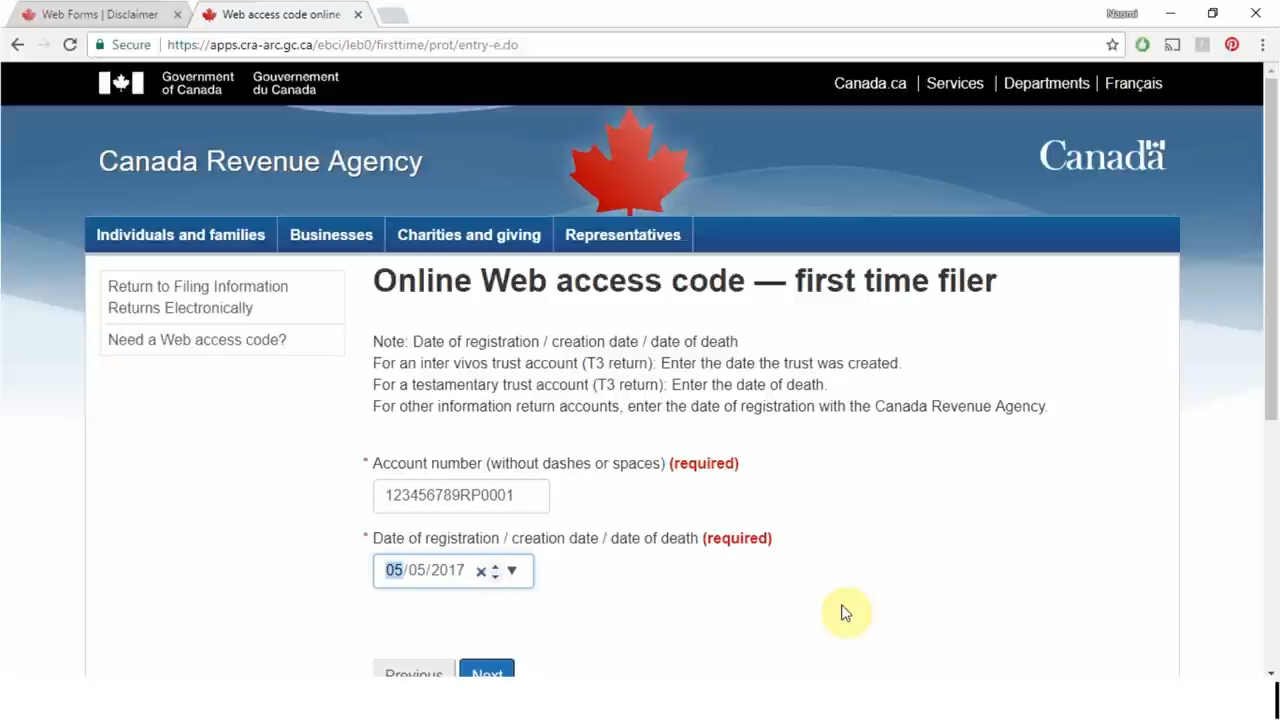 Web Forms | Disclaimer
Web access code online
Naomi
Secure
https://apps.cra-arc.gc.ca/ebci/leb0/firsttime/prot/entry-e.do
Government of Canada
Gouvernement du Canada
Canada.ca | Services | Departments | Français
Canada Revenue Agency
Canada
Individuals and families
Businesses
Charities and giving
Representatives
Return to Filing Information
Returns Electronically
Need a Web access code?
Online Web access code — first time filer
Note: Date of registration / creation date / date of death
For an inter vivos trust account (T3 return): Enter the date the trust was created.
For a testamentary trust account (T3 return): Enter the date of death.
For other information return accounts, enter the date of registration with the Canada Revenue Agency.
* Account number (without dashes or spaces) (required)
123456789RP0001
* Date of registration / creation date / date of death (required)
05/05/2017
Previous
Next